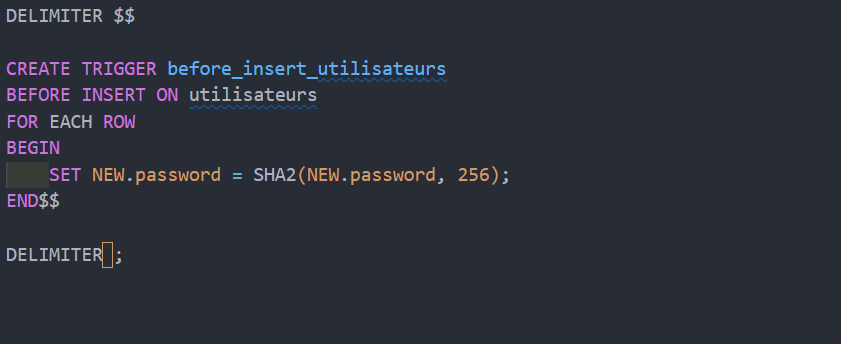 DELIMITER $$
CREATE TRIGGER before_insert_utilisateurs
BEFORE INSERT ON utilisateurs
FOR EACH ROW
BEGIN
    SET NEW.password = SHA2(NEW.password, 256);
END$$
DELIMITER ;